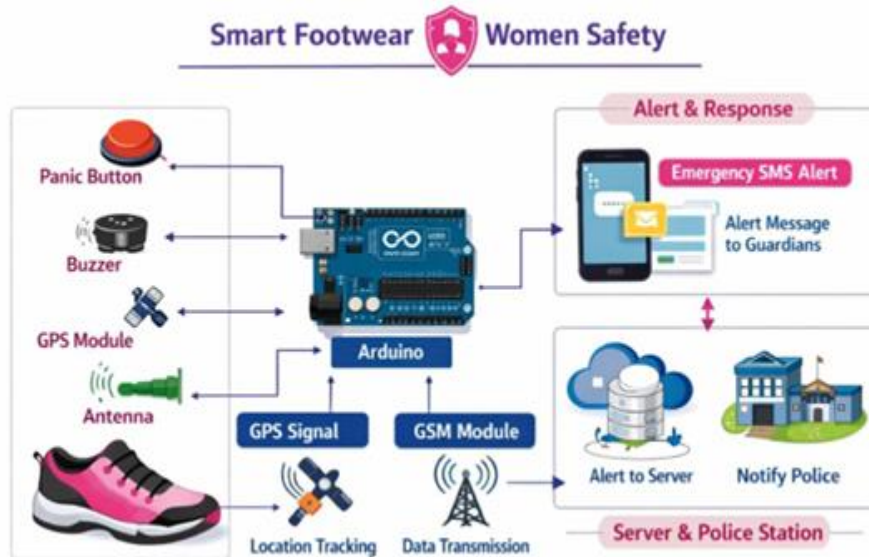 Smart Footwear Women Safety
Panic Button
Buzzer
GPS Module
Antenna
Arduino
GPS Signal
GSM Module
Location Tracking
Data Transmission
Alert & Response
Emergency SMS Alert
Alert Message
to Guardians
Alert to Server
Notify Police
Server & Police Station